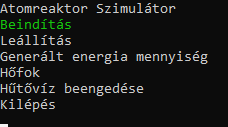 Atomreaktor Szimulátor
Beindítás
Leállítás
Generált energia mennyiség
Hőfok
Hűtővíz beengedése
Kilépés